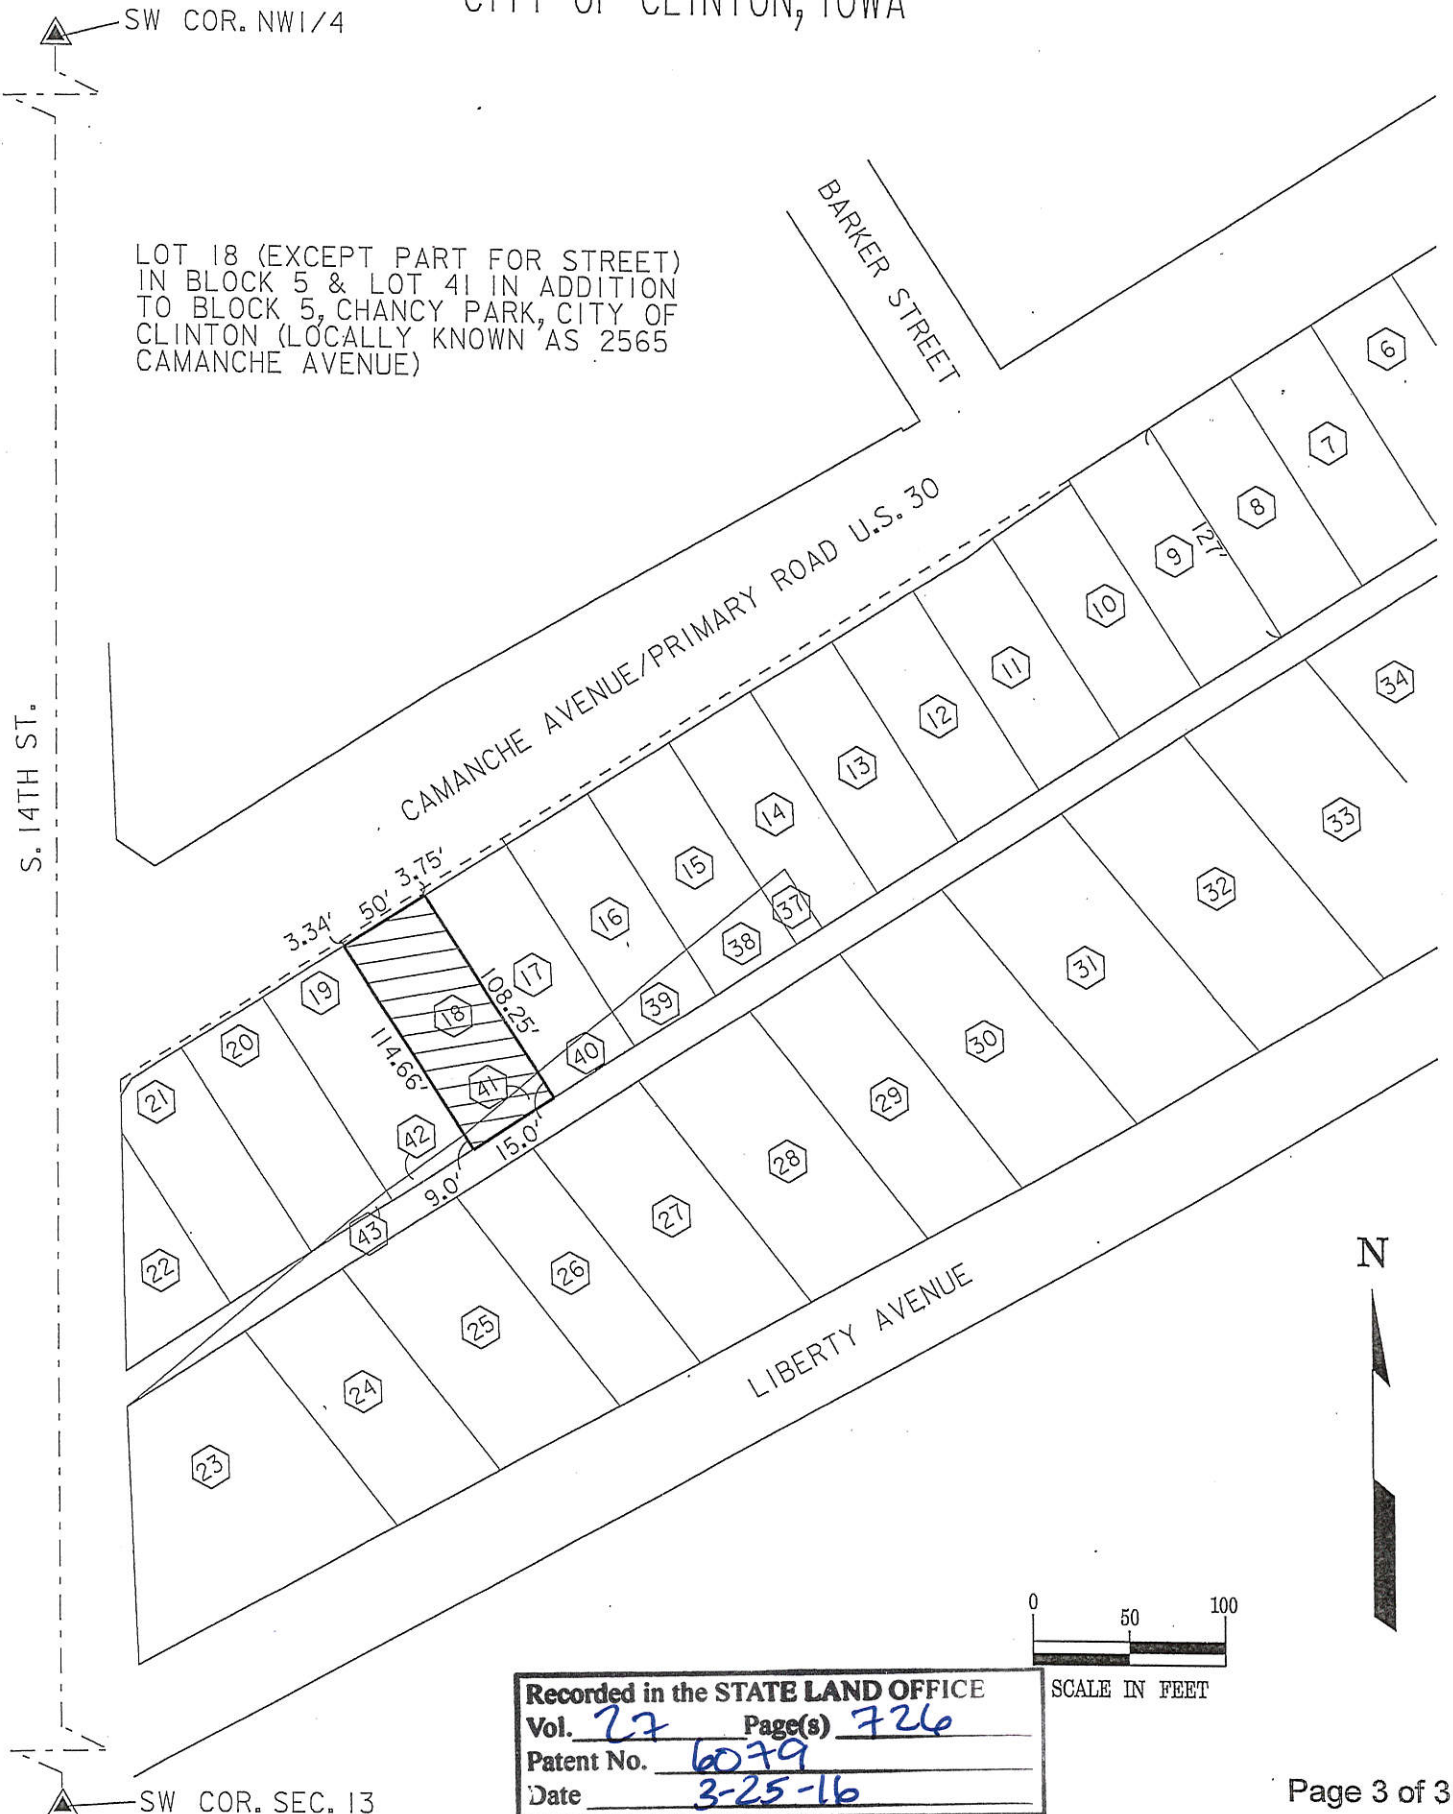 CITY OF CLINTON, IOWA
SW COR. NW1/4
BARKER STREET
LOT 18 (EXCEPT PART FOR STREET)
IN BLOCK 5 & LOT 41 IN ADDITION
TO BLOCK 5, CHANCY PARK, CITY OF
CLINTON (LOCALLY KNOWN AS 2565
CAMANCHE AVENUE)
6
7
8
127'
9
10
11
12
13
14
15
16
17
18
19
20
21
22
CAMANCHE AVENUE/PRIMARY ROAD U.S. 30
S. 14TH ST.
3.34'
50'
3.75'
108.25'
114.66'
15.0'
9.0'
34
33
32
31
30
29
28
27
26
25
24
23
37
38
39
40
41
42
43
LIBERTY AVENUE
N
0 50 100
SCALE IN FEET
Recorded in the STATE LAND OFFICE
Vol. 27 Page(s) 726
Patent No. 6079
Date 3-25-16
SW COR. SEC. 13
Page 3 of 3